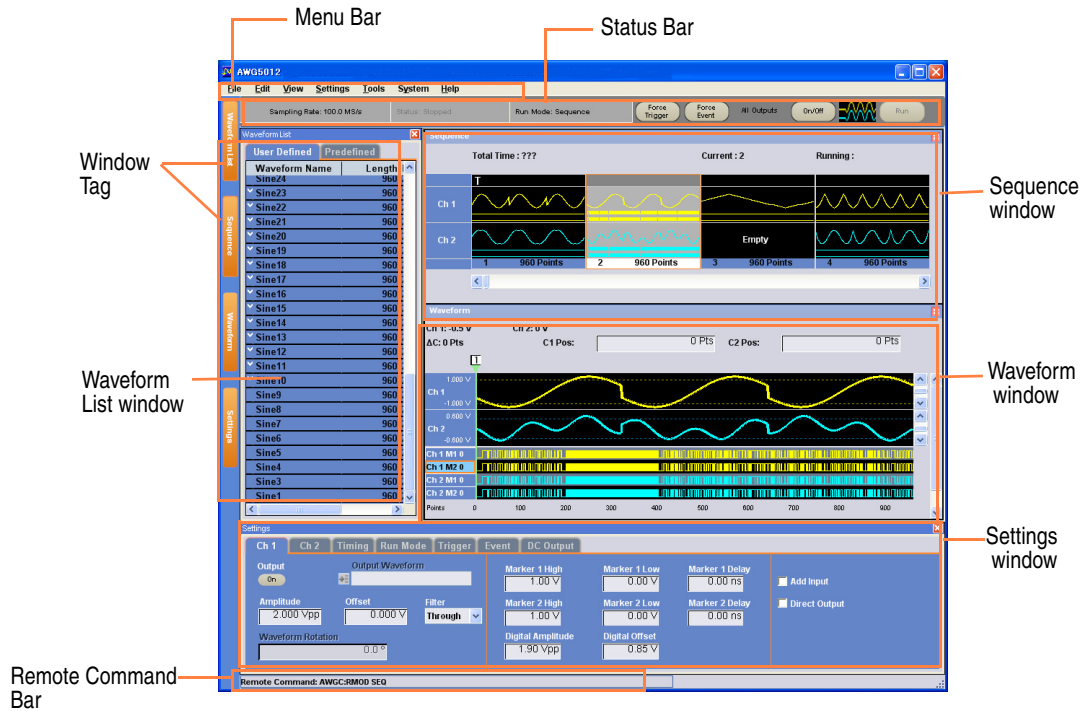 Menu Bar
Status Bar
AWG5012
File Edit View Settings Tools System Help
Sampling Rate: 100.0 MS/s
Status: Stopped
Run Mode: Sequence
Force Trigger
Force Event
All Outputs
On/Off
Run
Window Tag
Waveform List
Sequence
Waveform
Settings
Waveform List
User Defined Predefined
Waveform Name Length
Sine24 960
Sine23 960
Sine22 960
Sine21 960
Sine20 960
Sine19 960
Sine18 960
Sine17 960
Sine16 960
Sine15 960
Sine14 960
Sine13 960
Sine12 960
Sine11 960
Sine10 960
Sine9 960
Sine8 960
Sine7 960
Sine6 960
Sine5 960
Sine4 960
Sine3 960
Sine1 960
Waveform List window
Sequence
Total Time : ??? Current : 2 Running :
T
Ch 1
Ch 2
Empty
1 960 Points 2 960 Points 3 960 Points 4 960 Points
Sequence window
Waveform
Ch 1: -0.5 V Ch 2: 0 V
ΔC: 0 Pts C1 Pos: 0 Pts C2 Pos: 0 Pts
1
1.000 V
Ch 1
-1.000 V
0.600 V
Ch 2
-0.600 V
Ch 1 M1 0
Ch 1 M2 0
Ch 2 M1 0
Ch 2 M2 0
Points 0 100 200 300 400 500 600 700 800 900
Waveform window
Settings
Ch 1 Ch 2 Timing Run Mode Trigger Event DC Output
Output
On
Output Waveform
Amplitude
2.000 Vpp
Offset
0.000 V
Filter
Through
Waveform Rotation
0.0 °
Marker 1 High
1.00 V
Marker 1 Low
0.00 V
Marker 1 Delay
0.00 ns
Marker 2 High
1.00 V
Marker 2 Low
0.00 V
Marker 2 Delay
0.00 ns
Digital Amplitude
1.90 Vpp
Digital Offset
0.85 V
Add Input
Direct Output
Settings window
Remote Command Bar
Remote Command: AWGC:RMOD SEQ